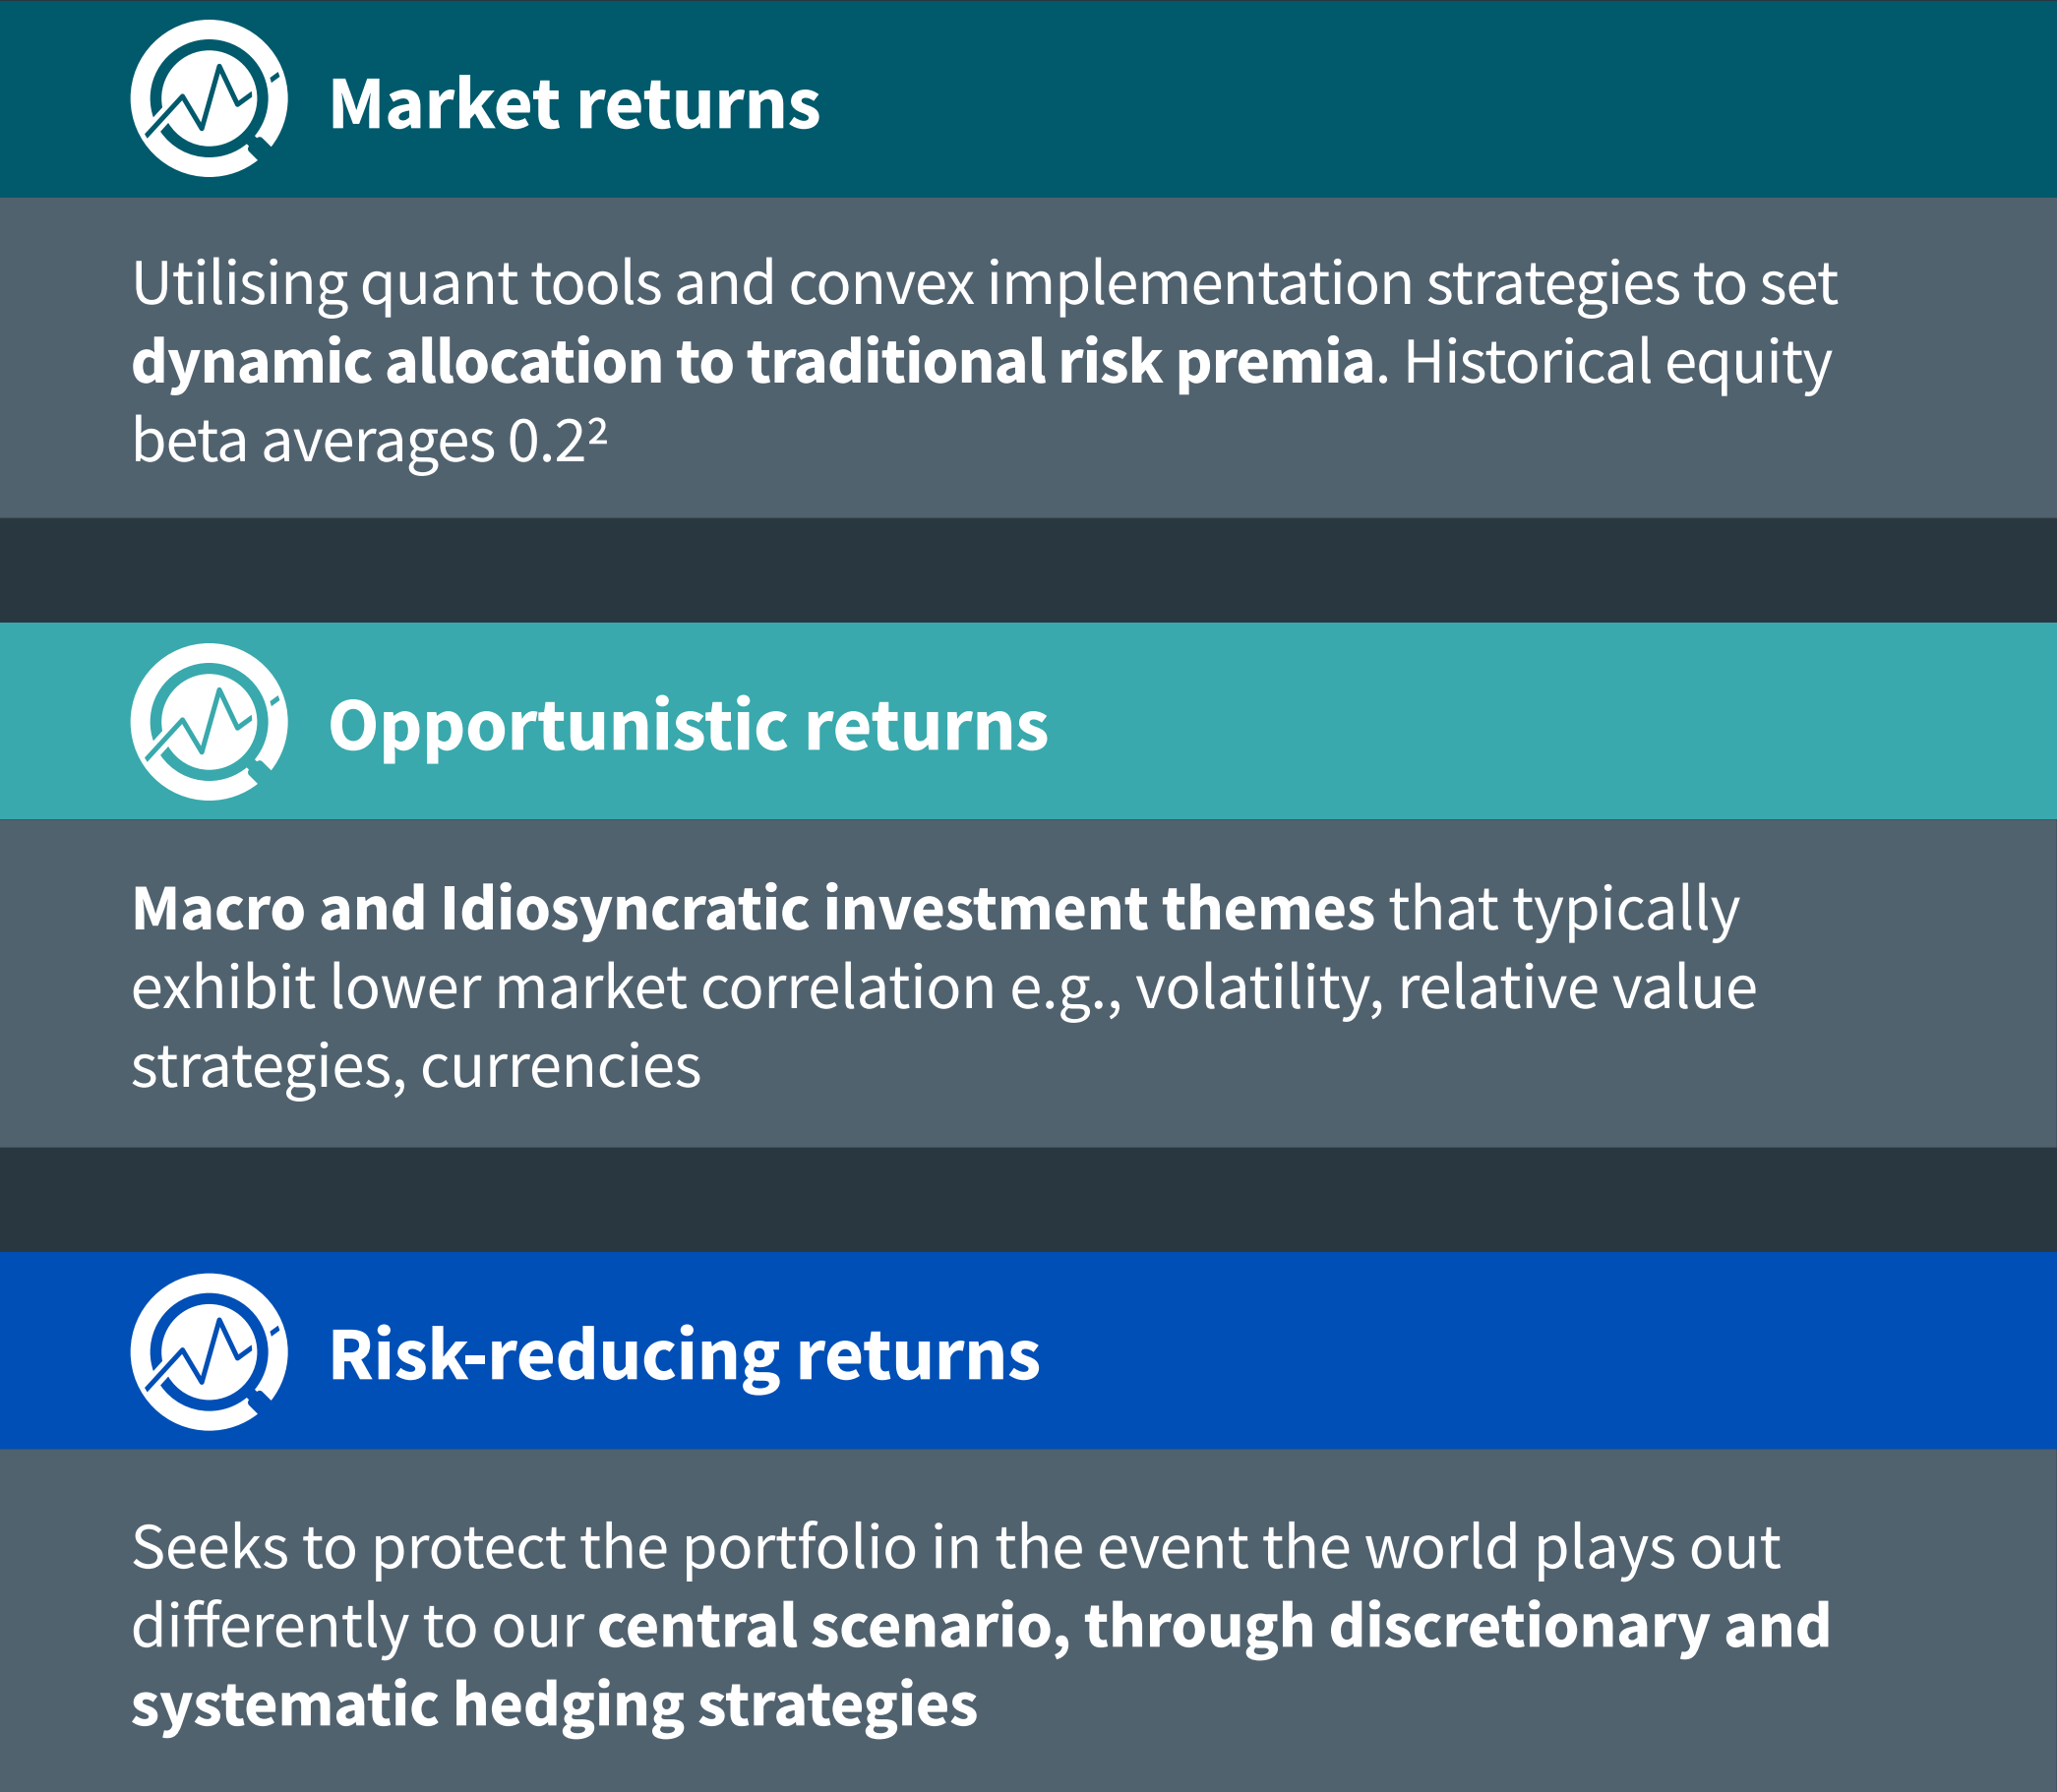 Market returns
Utilising quant tools and convex implementation strategies to set
dynamic allocation to traditional risk premia. Historical equity
beta averages 0.2²
Opportunistic returns
Macro and Idiosyncratic investment themes that typically
exhibit lower market correlation e.g., volatility, relative value
strategies, currencies
Risk-reducing returns
Seeks to protect the portfolio in the event the world plays out
differently to our central scenario, through discretionary and
systematic hedging strategies